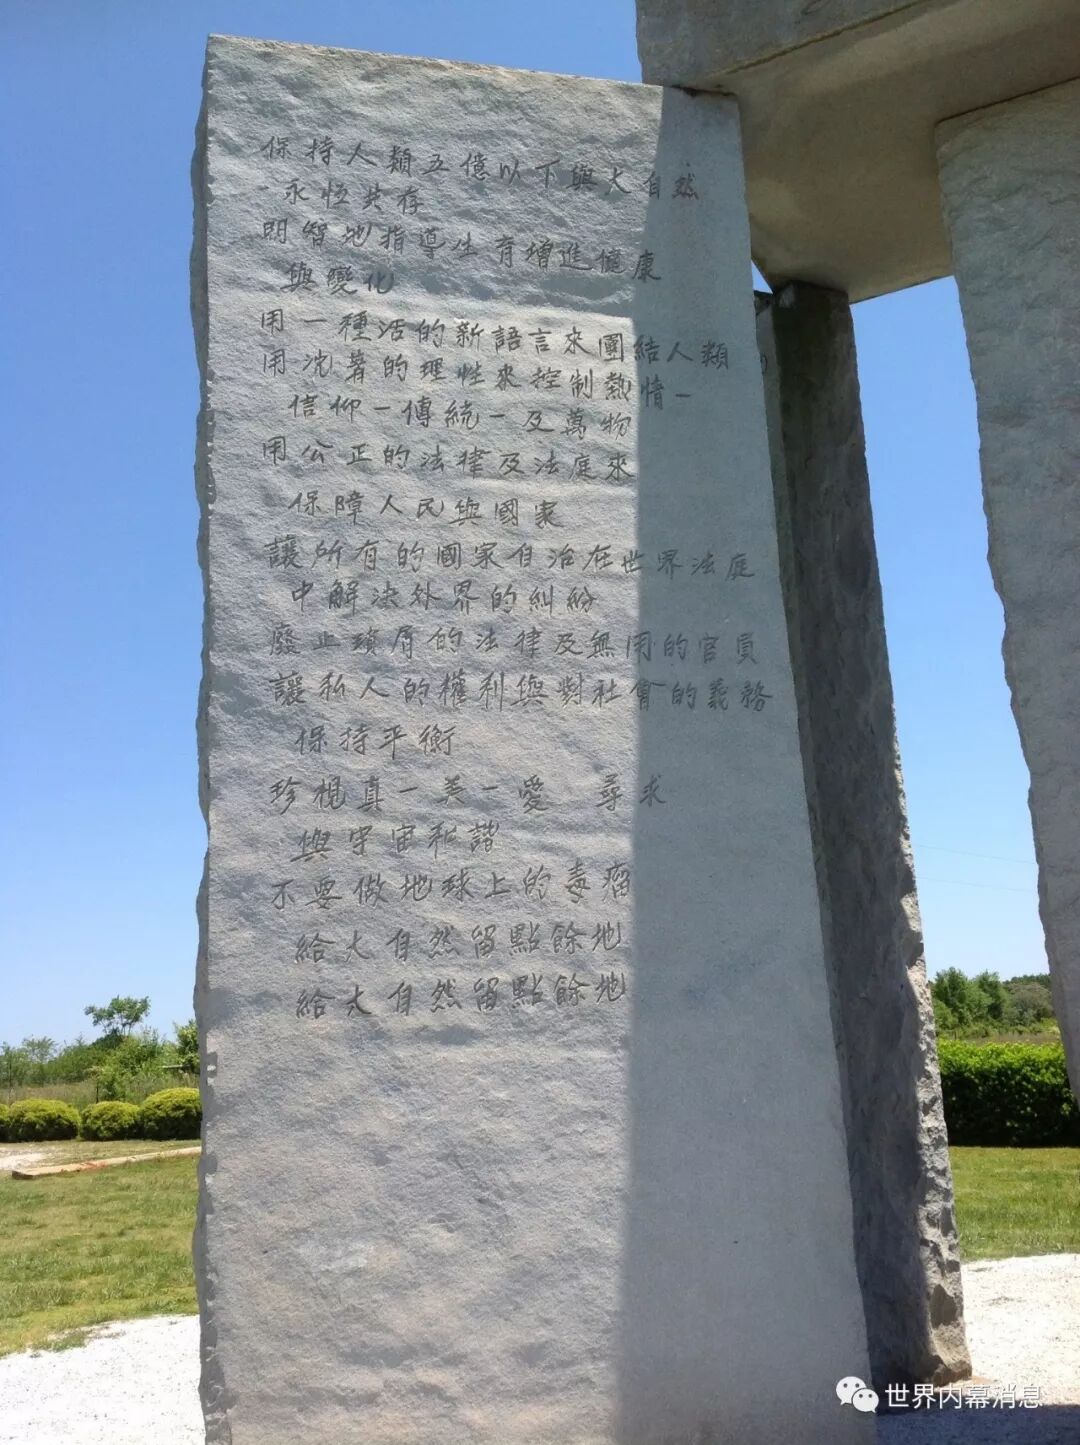 保持人類五億以下與大自然
永恆共存
明智地指導生育增進健康
與變化
用一種活的新語言來團結人類
用沈著的理性來控制熱情－
信仰－傳統－及萬物
用公正的法律及法庭來
保障人民與國家
讓所有的國家自治在世界法庭
中解決外界的糾紛
廢止瑣屑的法律及無用的官員
讓私人的權利與對社會的義務
保持平衡
珍視真－美－愛 尋求
與宇宙和諧
不要做地球上的毒瘤
給大自然留點餘地
給大自然留點餘地
世界内幕消息